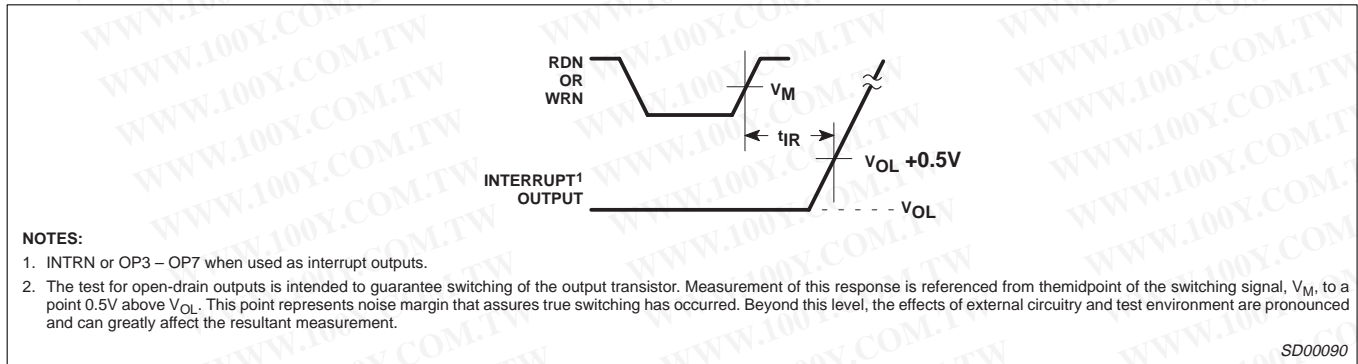 RDN
OR
WRN
VM
tIR
VOL +0.5V
INTERRUPT1
OUTPUT
VOL
NOTES:
1. INTRN or OP3 – OP7 when used as interrupt outputs.
2. The test for open-drain outputs is intended to guarantee switching of the output transistor. Measurement of this response is referenced from themidpoint of the switching signal, VM, to a
point 0.5V above VOL. This point represents noise margin that assures true switching has occurred. Beyond this level, the effects of external circuitry and test environment are pronounced
and can greatly affect the resultant measurement.
SD00090
WWW.100Y.COM.TW